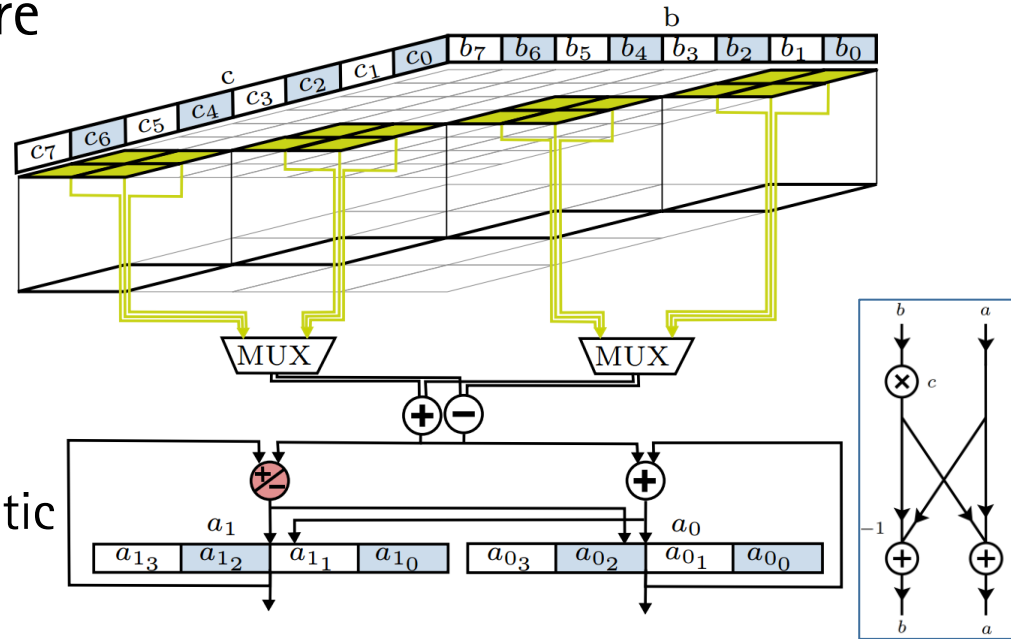 re
b
b7 b6 b5 b4 b3 b2 b1 b0
c
c7 c6 c5 c4 c3 c2 c1 c0
MUX MUX
+ −
+/− +
tic
a1 a0
a13 a12 a11 a10 a03 a02 a01 a00
b a
× c
−1
+ +
b a